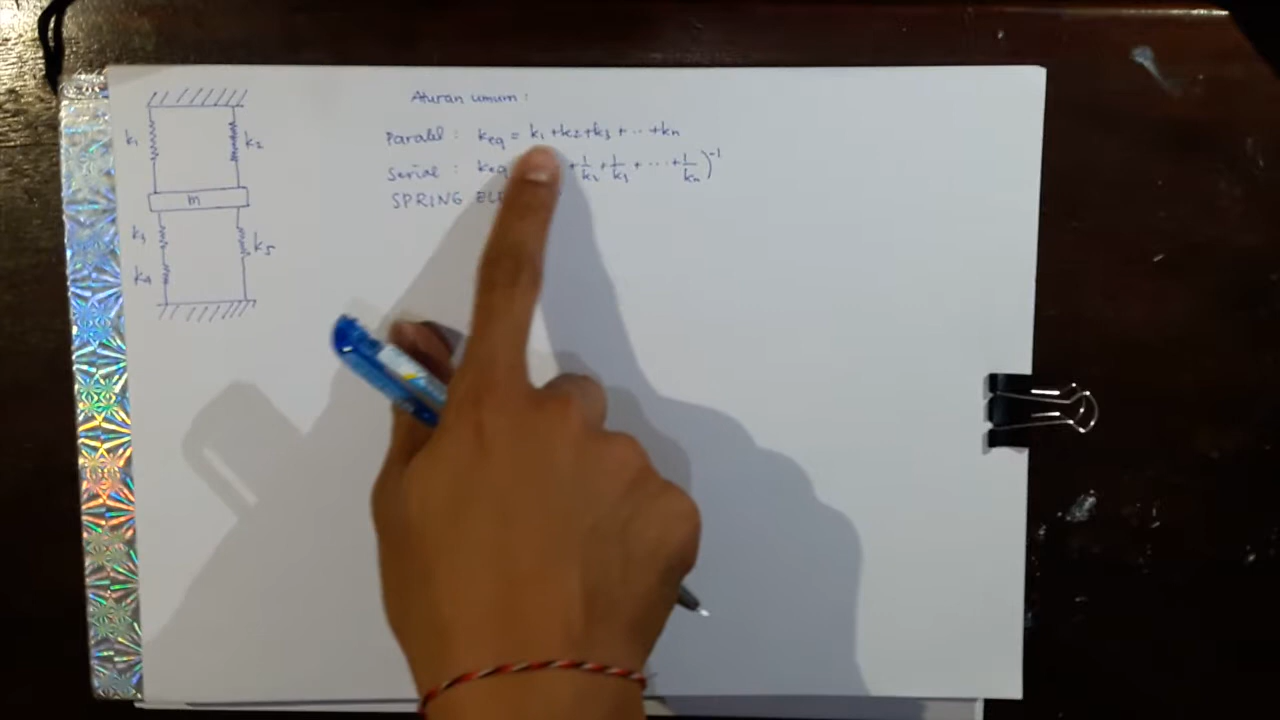 Aturan umum :
Paralel : keq = k1 + k2 + k3 + ... + kn
Serial : keq + 1/k2 + 1/k3 + ... + 1/kn)^-1
SPRING
k1
k2
m
k3
k5
k4